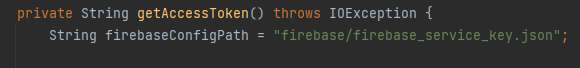 private String getAccessToken() throws IOException {
String firebaseConfigPath = "firebase/firebase_service_key.json";